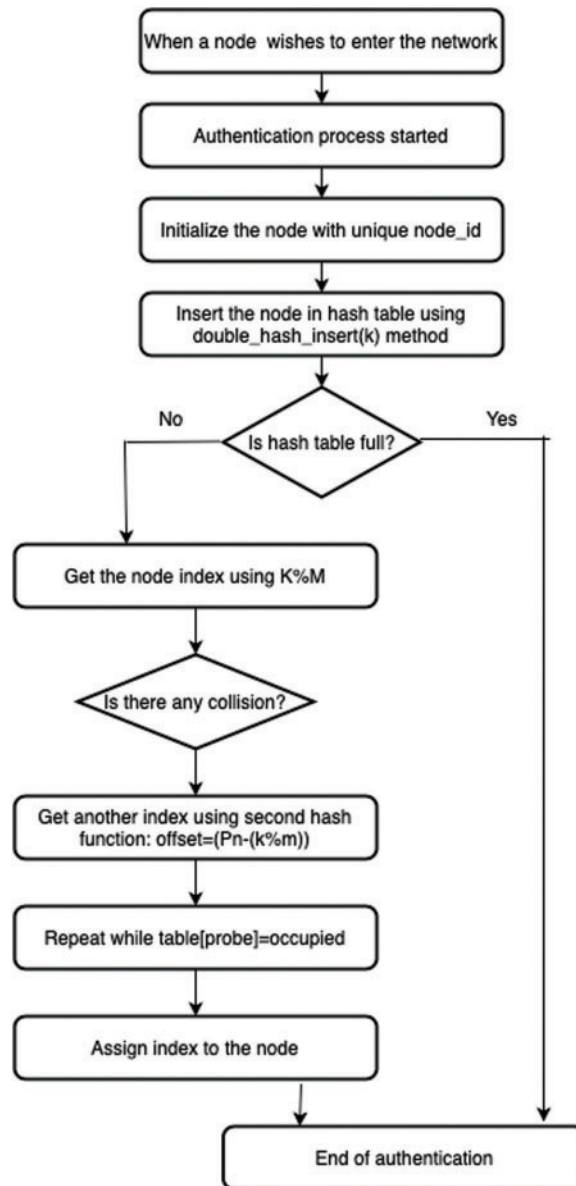 When a node wishes to enter the network
Authentication process started
Initialize the node with unique node_id
Insert the node in hash table using
double_hash_insert(k) method
No
Yes
Is hash table full?
Get the node index using K%M
Is there any collision?
Get another index using second hash
function: offset=(Pn-(k%m))
Repeat while table[probe]=occupied
Assign index to the node
End of authentication